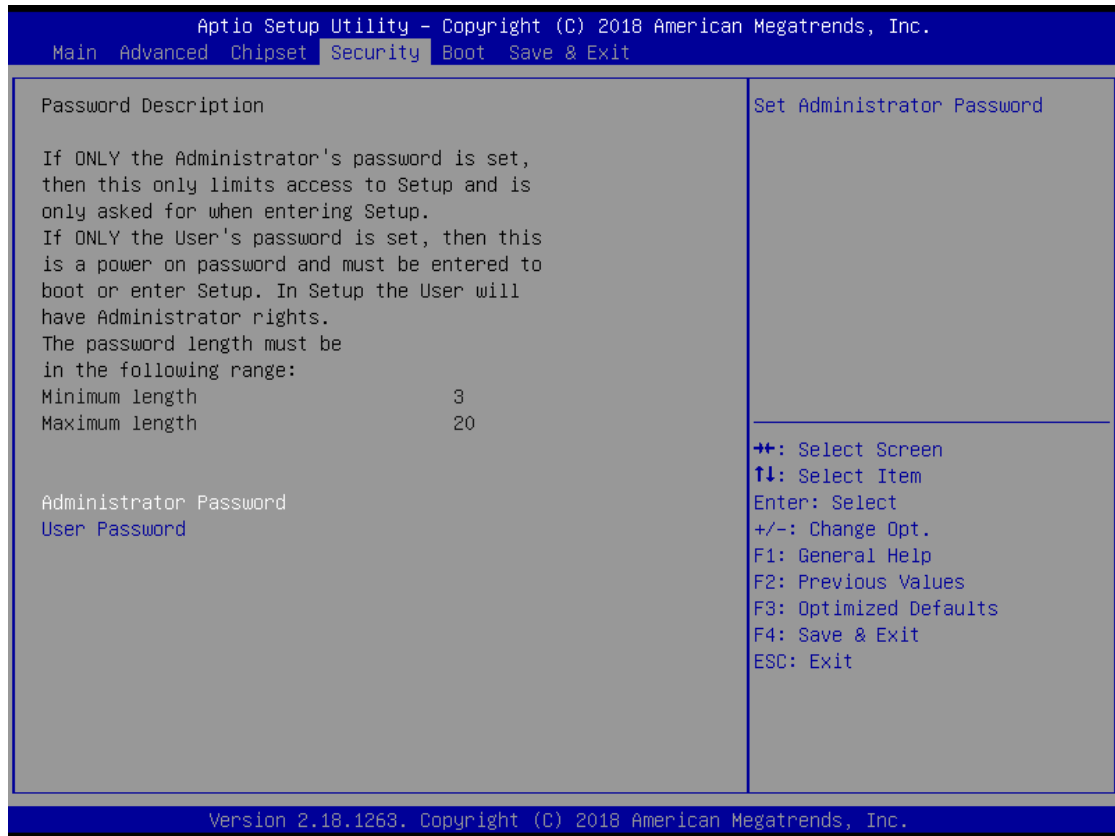 Aptio Setup Utility – Copyright (C) 2018 American Megatrends, Inc.
Main Advanced Chipset Security Boot Save & Exit
Password Description
If ONLY the Administrator's password is set,
then this only limits access to Setup and is
only asked for when entering Setup.
If ONLY the User's password is set, then this
is a power on password and must be entered to
boot or enter Setup. In Setup the User will
have Administrator rights.
The password length must be
in the following range:
Minimum length 3
Maximum length 20
Administrator Password
User Password
Set Administrator Password
→←: Select Screen
↑↓: Select Item
Enter: Select
+/-: Change Opt.
F1: General Help
F2: Previous Values
F3: Optimized Defaults
F4: Save & Exit
ESC: Exit
Version 2.18.1263. Copyright (C) 2018 American Megatrends, Inc.